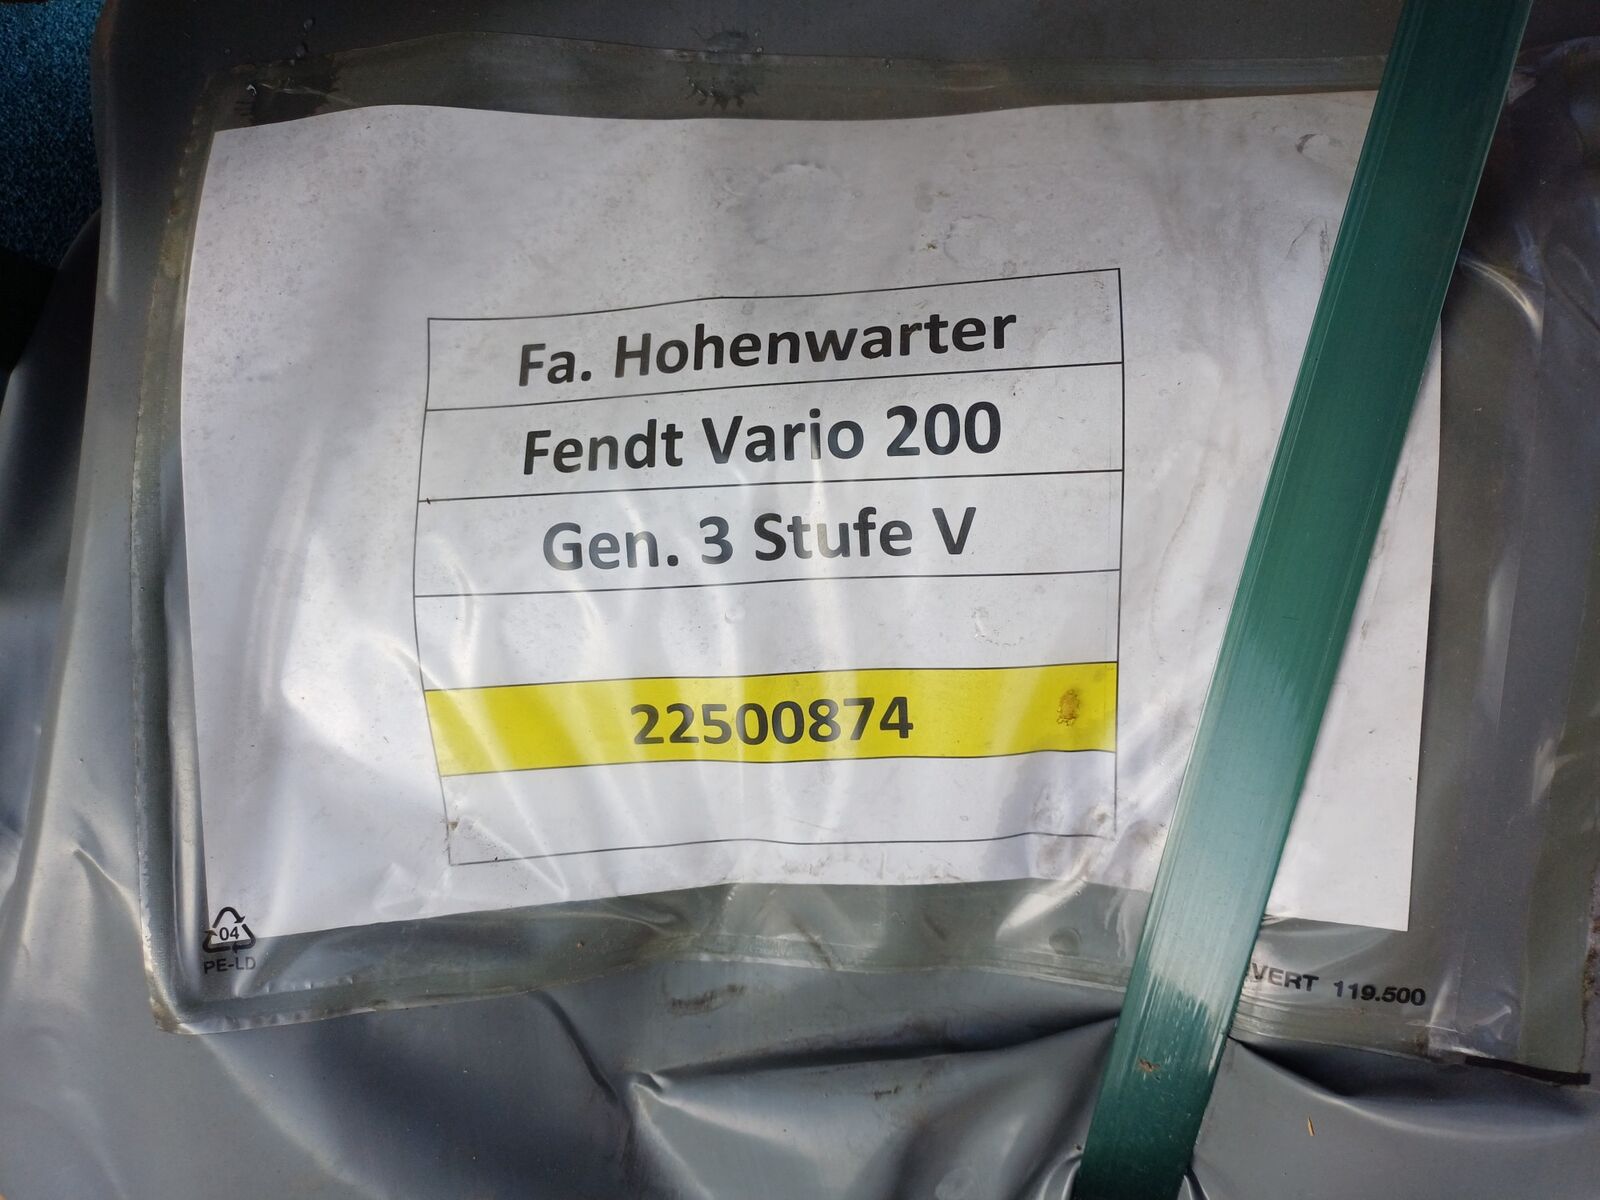 Fa. Hohenwarter
Fendt Vario 200
Gen. 3 Stufe V
22500874
04
PE-LD
VERT 119.500